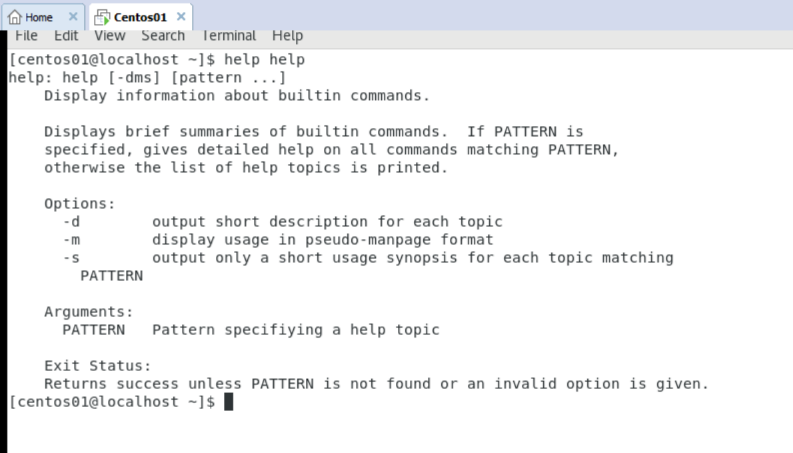 Home × Centos01 ×
File Edit View Search Terminal Help
[centos01@localhost ~]$ help help
help: help [-dms] [pattern ...]
Display information about builtin commands.
Displays brief summaries of builtin commands.  If PATTERN is
specified, gives detailed help on all commands matching PATTERN,
otherwise the list of help topics is printed.
Options:
-d        output short description for each topic
-m        display usage in pseudo-manpage format
-s        output only a short usage synopsis for each topic matching
PATTERN
Arguments:
PATTERN   Pattern specifiying a help topic
Exit Status:
Returns success unless PATTERN is not found or an invalid option is given.
[centos01@localhost ~]$